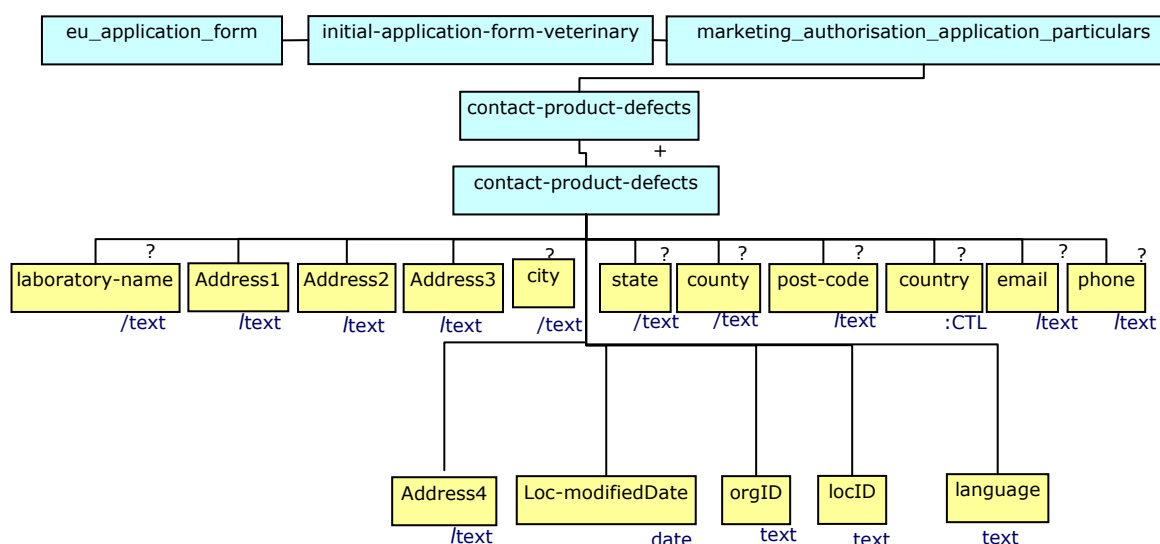 eu_application_form
initial-application-form-veterinary
marketing_authorisation_application_particulars
contact-product-defects
+
contact-product-defects
? ? ? ? ? ? ? ?
laboratory-name Address1 Address2 Address3 city state county post-code country email phone
/text /text /text /text /text /text /text /text :CTL /text /text
Address4 Loc-modifiedDate orgID locID language
/text date text text text